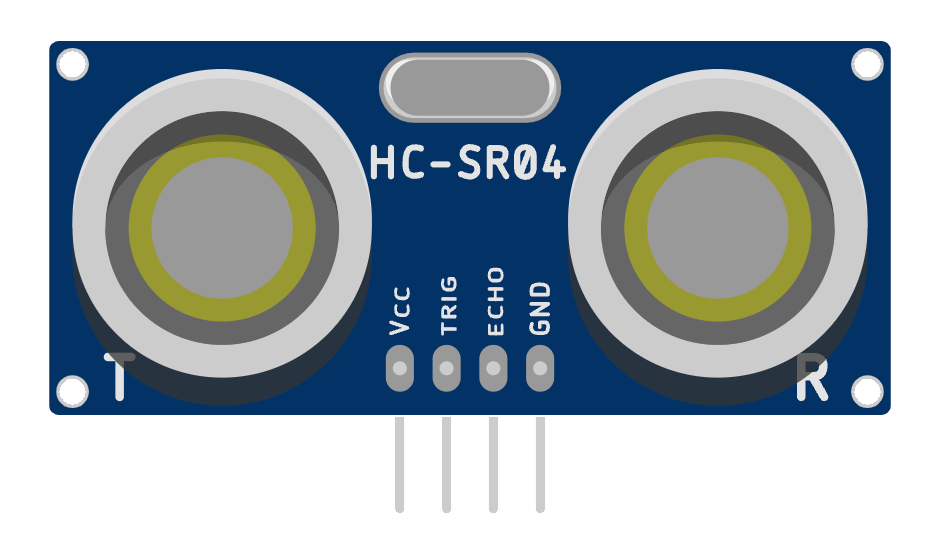 HC-SR04
Vcc
TRIG
ECHO
GND
T
R